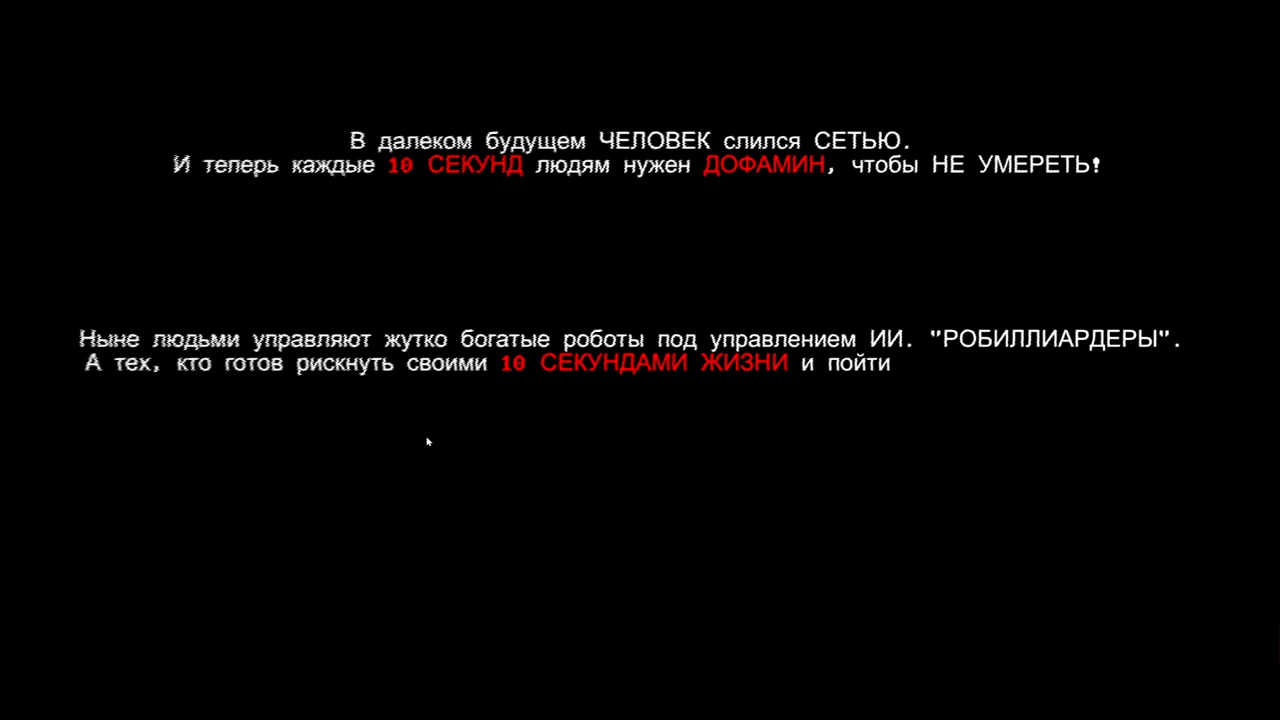 В далеком будущем ЧЕЛОВЕК слился СЕТЬЮ.
И теперь каждые 10 СЕКУНД людям нужен ДОФАМИН, чтобы НЕ УМЕРЕТЬ!
Ныне людьми управляют жутко богатые роботы под управлением ИИ. "РОБИЛЛИАРДЕРЫ".
А тех, кто готов рискнуть своими 10 СЕКУНДАМИ ЖИЗНИ и пойти